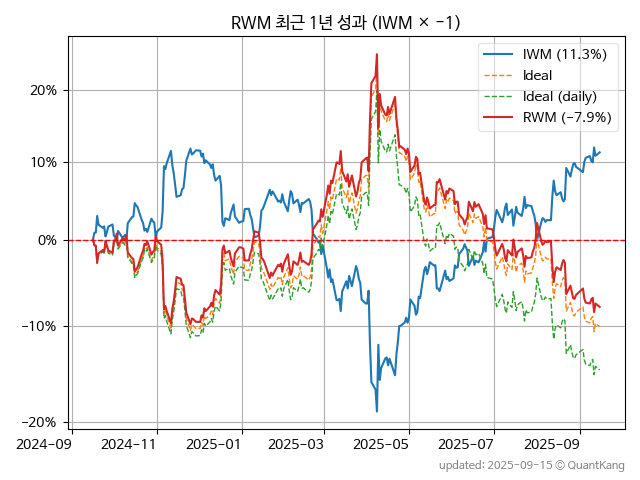 RWM 최근 1년 성과 (IWM × −1)
IWM (11.3%)
Ideal
Ideal (daily)
RWM (−7.9%)
20%
10%
0%
−10%
−20%
2024-09 2024-11 2025-01 2025-03 2025-05 2025-07 2025-09
updated: 2025-09-15 © QuantKang